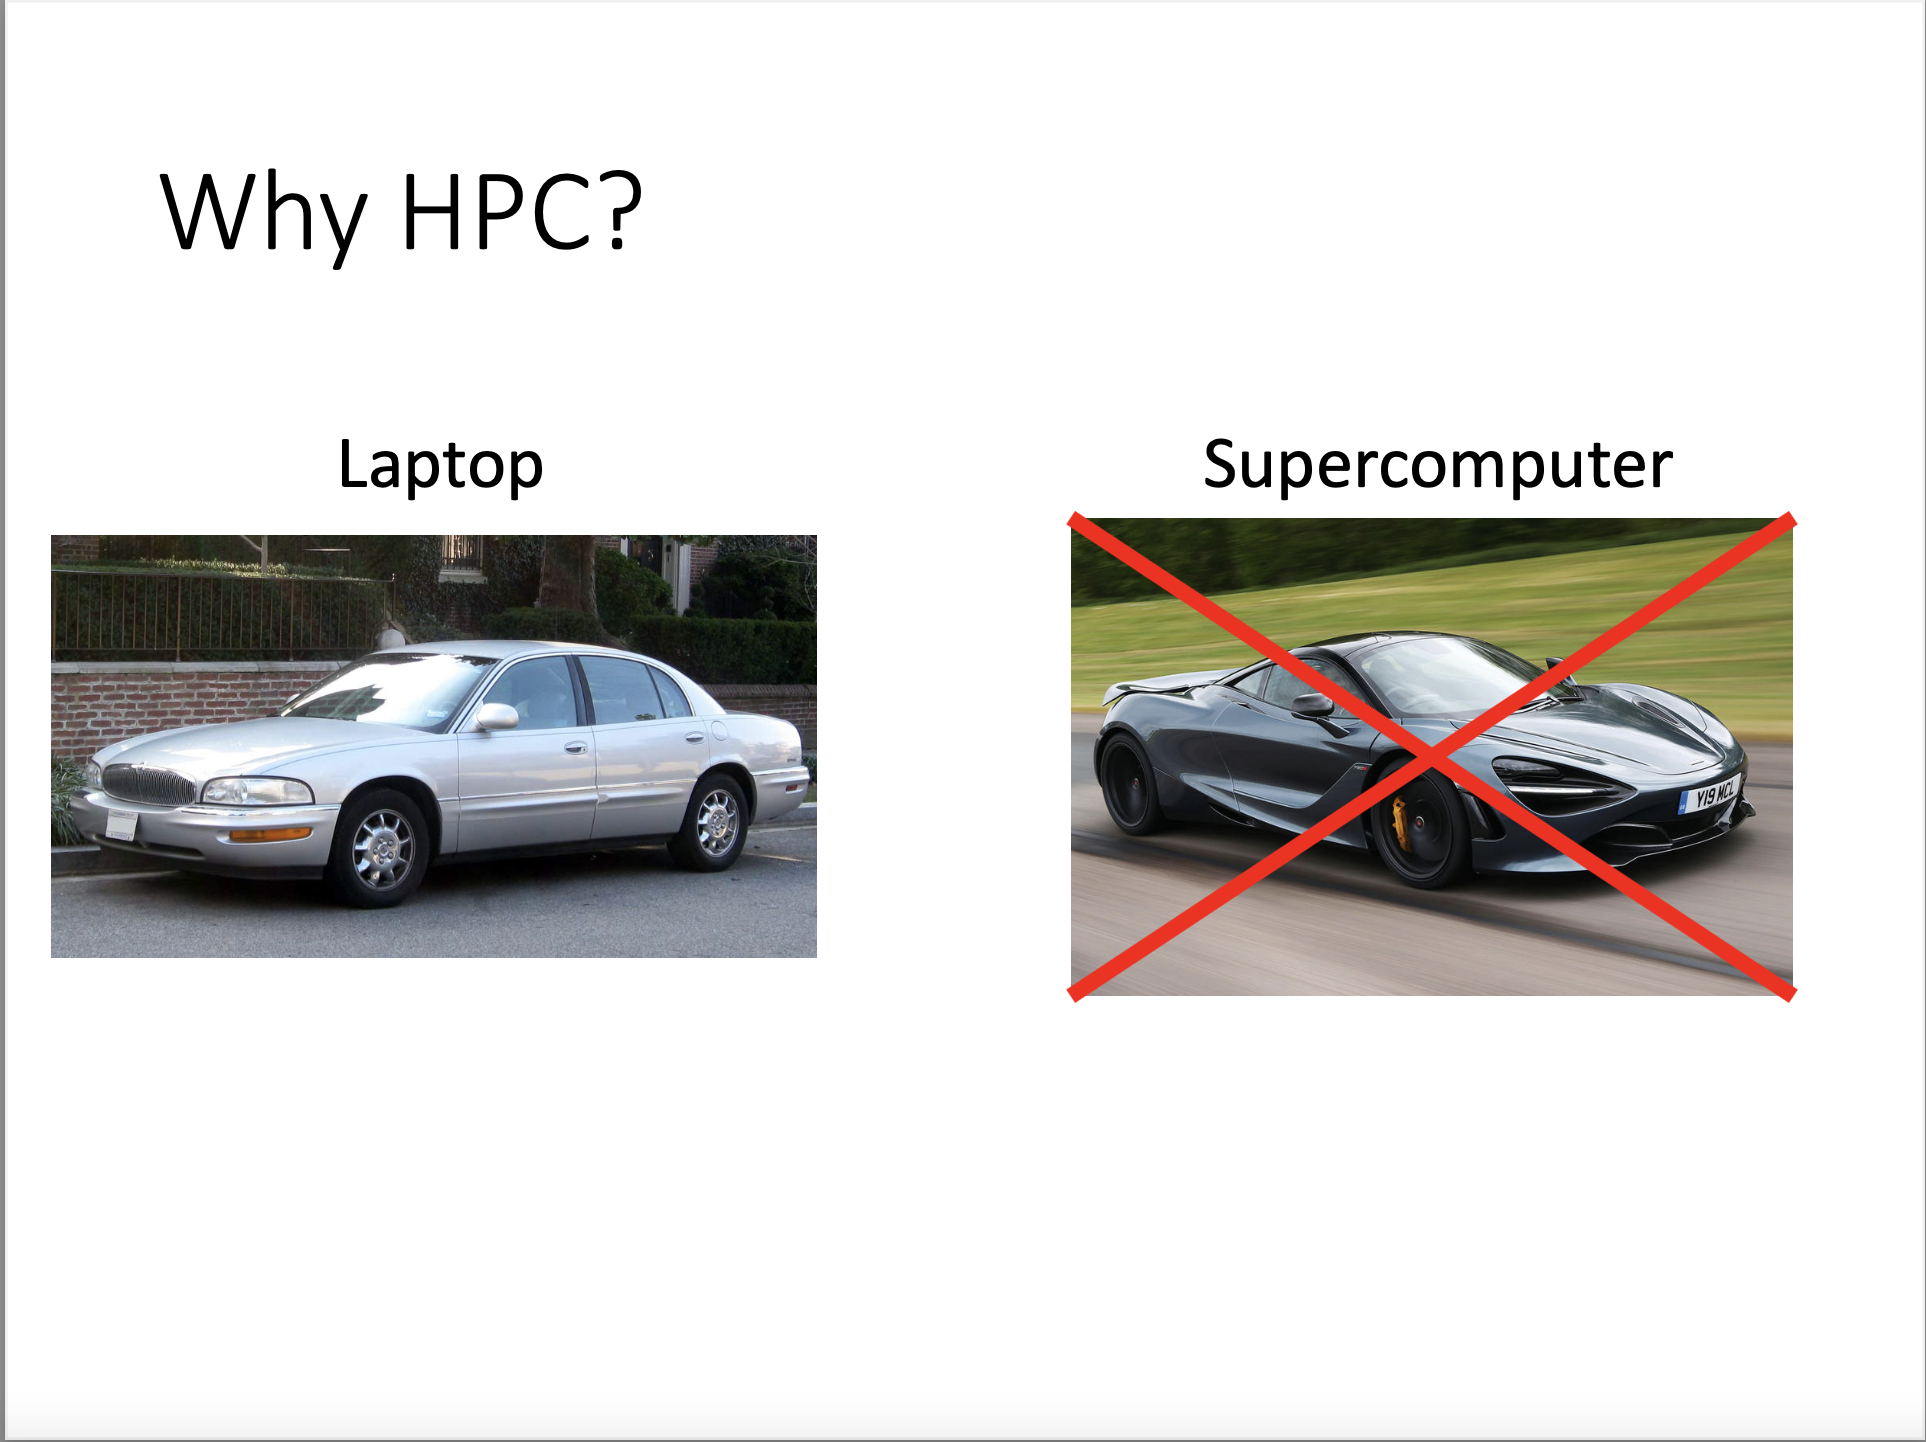 Why HPC?
Laptop
Supercomputer
Y19 MCL